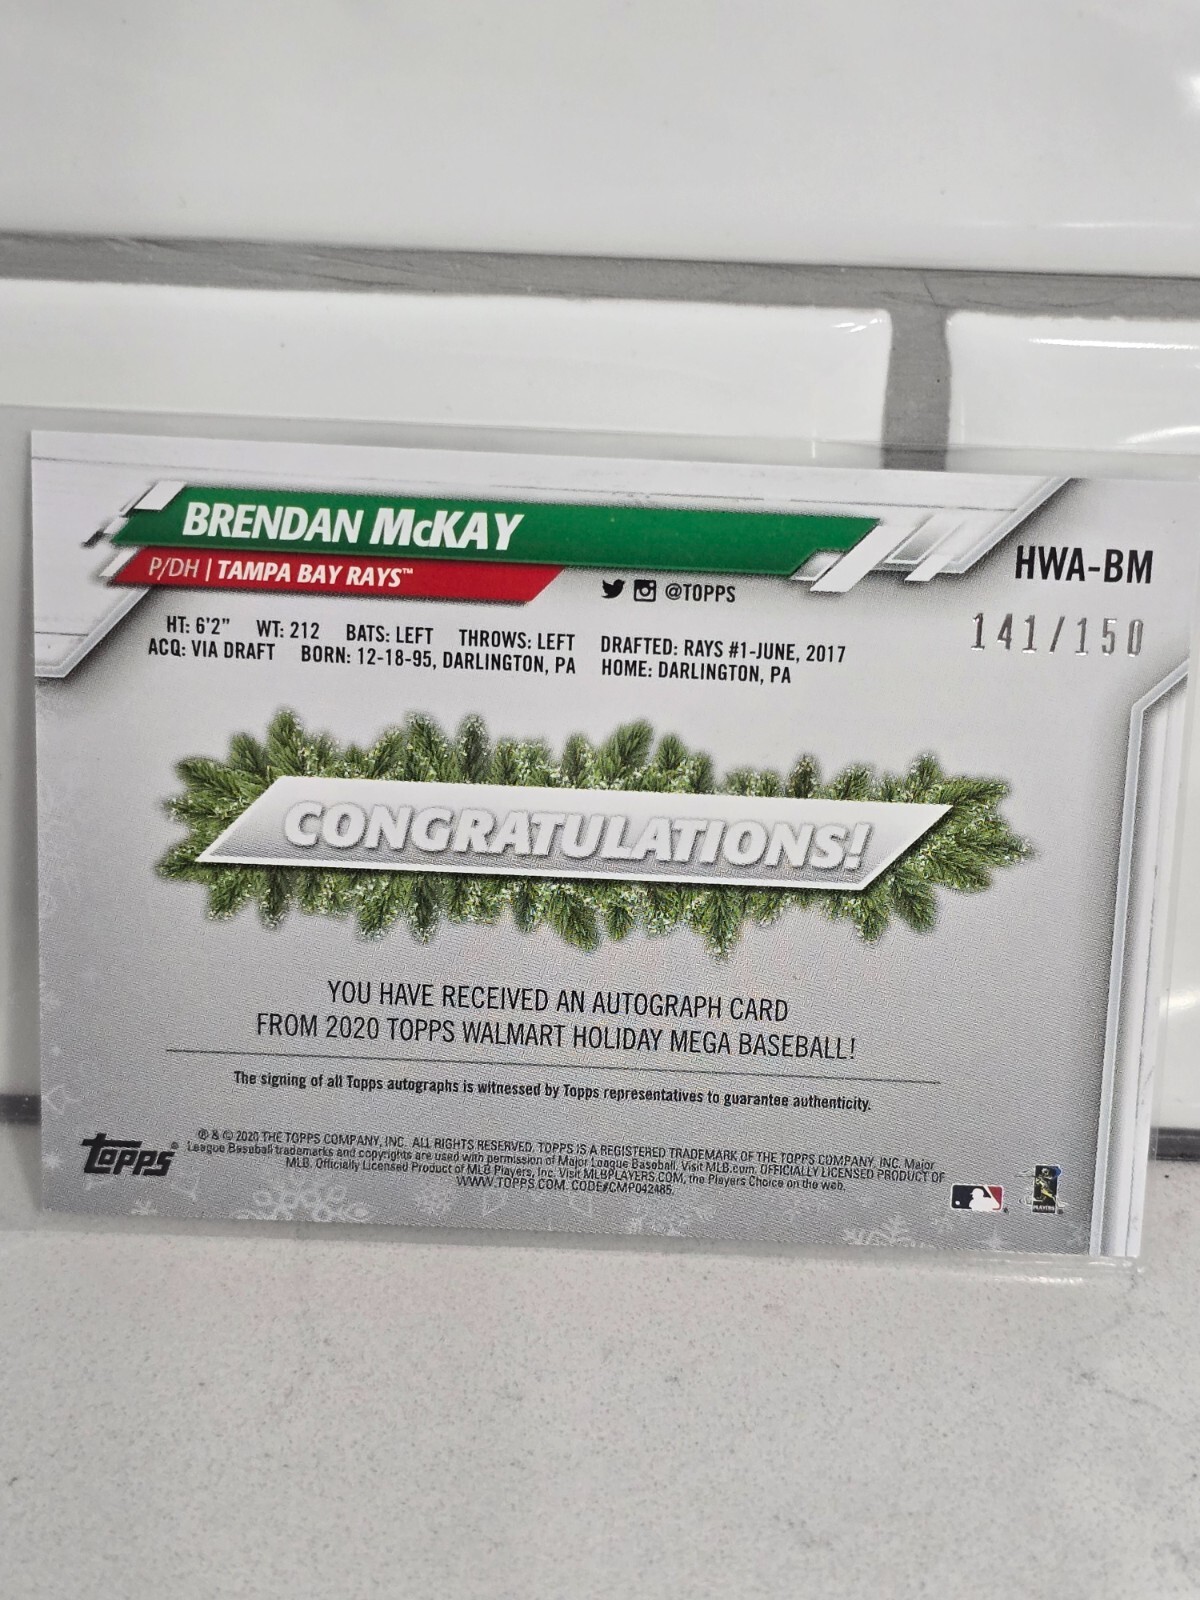 BRENDAN McKAY
P/DH | TAMPA BAY RAYS™
@TOPPS
HWA-BM
141/150
HT: 6'2" WT: 212 BATS: LEFT THROWS: LEFT DRAFTED: RAYS #1-JUNE, 2017
ACQ: VIA DRAFT BORN: 12-18-95, DARLINGTON, PA HOME: DARLINGTON, PA
CONGRATULATIONS!
YOU HAVE RECEIVED AN AUTOGRAPH CARD
FROM 2020 TOPPS WALMART HOLIDAY MEGA BASEBALL!
The signing of all Topps autographs is witnessed by Topps representatives to guarantee authenticity.
Topps®
® & © 2020 THE TOPPS COMPANY, INC. ALL RIGHTS RESERVED. TOPPS IS A REGISTERED TRADEMARK OF THE TOPPS COMPANY, INC. Major
League Baseball trademarks and copyrights are used with permission of Major League Baseball. Visit MLB.com. OFFICIALLY LICENSED PRODUCT OF
MLB. Officially Licensed Product of MLB Players, Inc. Visit MLBPLAYERS.COM, the Players Choice on the web.
WWW.TOPPS.COM. CODE#CMP042485.
PLAYERS